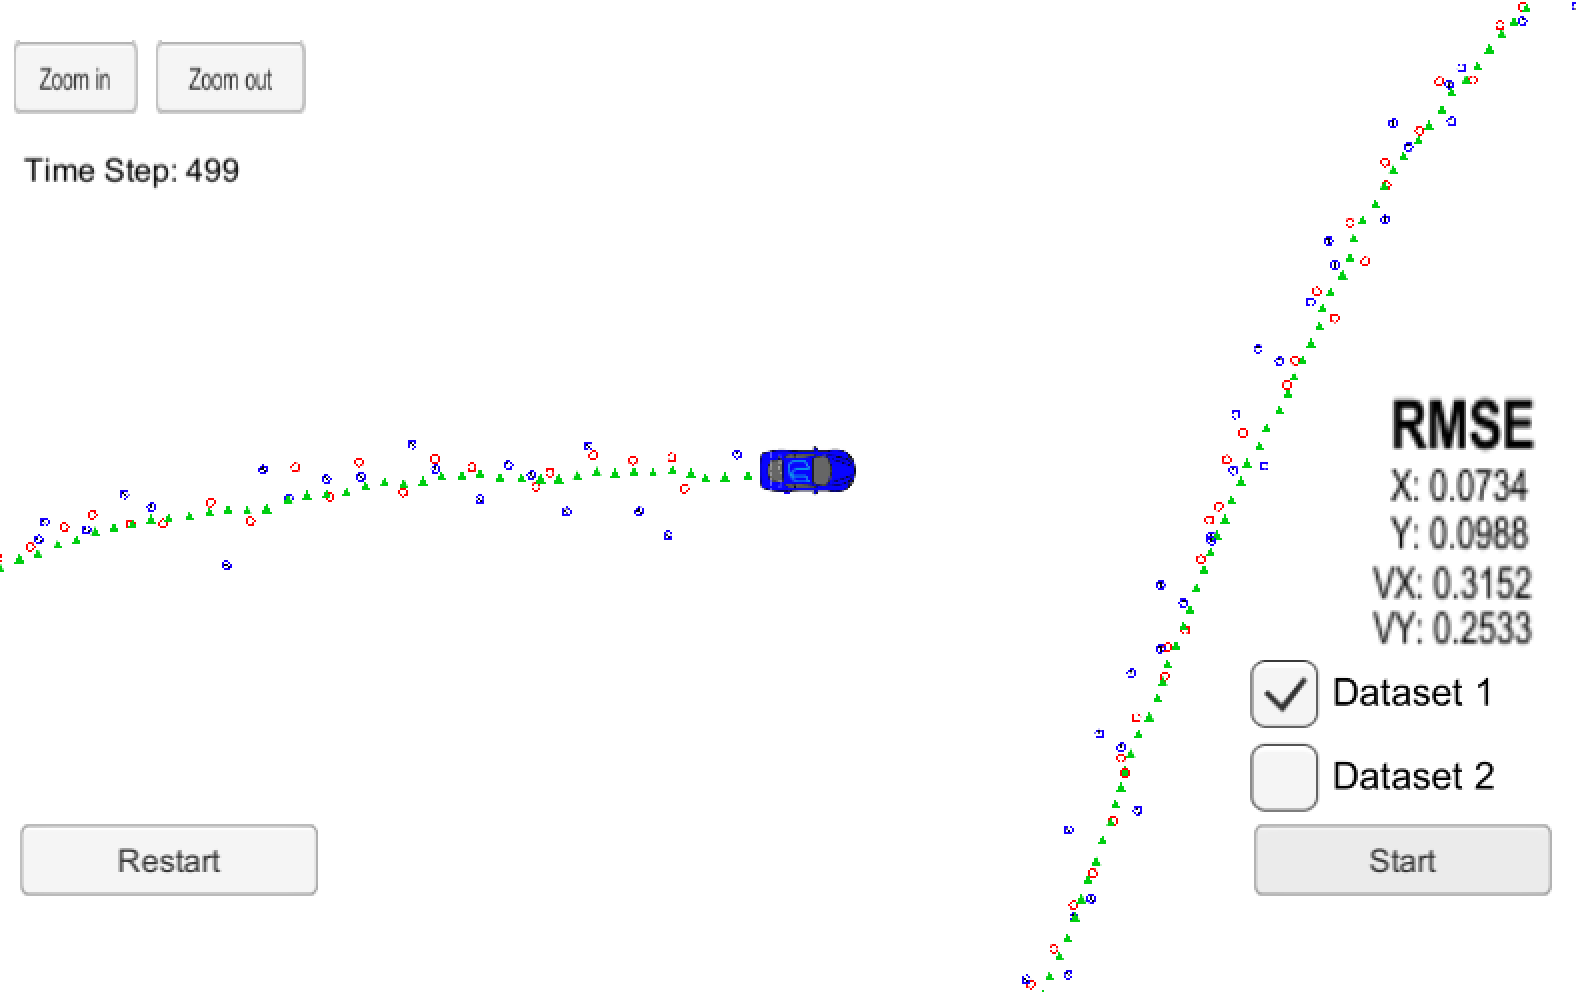 Zoom in
Zoom out
Time Step: 499
RMSE
X: 0.0734
Y: 0.0988
VX: 0.3152
VY: 0.2533
Dataset 1
Dataset 2
Restart
Start